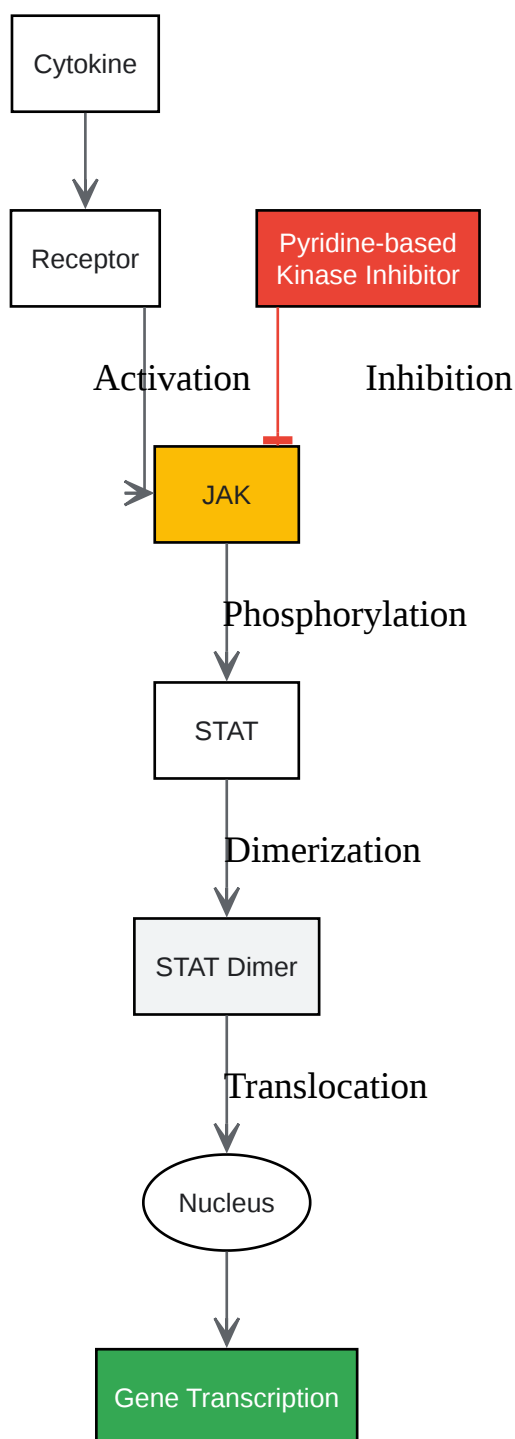 Cytokine
Receptor
Pyridine-based
Kinase Inhibitor
Activation
Inhibition
JAK
Phosphorylation
STAT
Dimerization
STAT Dimer
Translocation
Nucleus
Gene Transcription